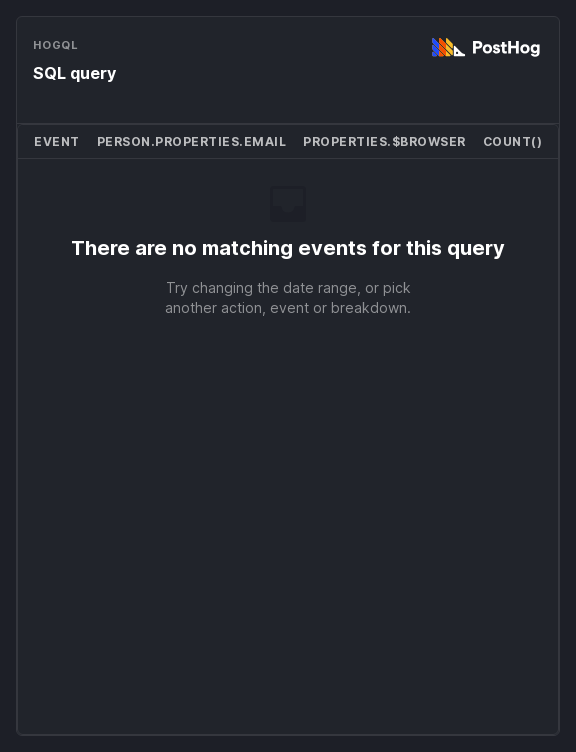 HOGQL
PostHog
SQL query
EVENT PERSON.PROPERTIES.EMAIL PROPERTIES.$BROWSER COUNT()
There are no matching events for this query
Try changing the date range, or pick
another action, event or breakdown.